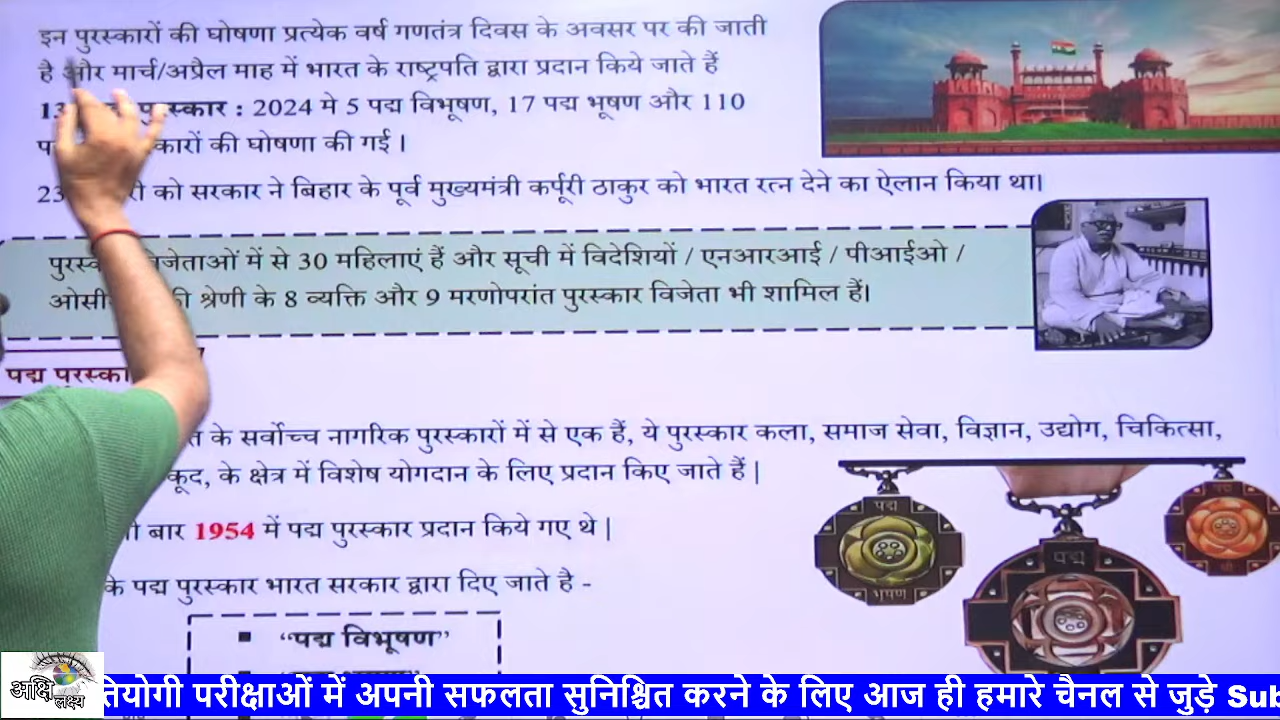 इन पुरस्कारों की घोषणा प्रत्येक वर्ष गणतंत्र दिवस के अवसर पर की जाती
है और मार्च/अप्रैल माह में भारत के राष्ट्रपति द्वारा प्रदान किये जाते हैं
: 2024 मे 5 पद्म विभूषण, 17 पद्म भूषण और 110
की घोषणा की गई ।
को सरकार ने बिहार के पूर्व मुख्यमंत्री कर्पूरी ठाकुर को भारत रत्न देने का ऐलान किया था।
में से 30 महिलाएं हैं और सूची में विदेशियों / एनआरआई / पीआईओ /
श्रेणी के 8 व्यक्ति और 9 मरणोपरांत पुरस्कार विजेता भी शामिल हैं।
पद्म
के सर्वोच्च नागरिक पुरस्कारों में से एक हैं, ये पुरस्कार कला, समाज सेवा, विज्ञान, उद्योग, चिकित्सा,
कूद, के क्षेत्र में विशेष योगदान के लिए प्रदान किए जाते हैं |
बार 1954 में पद्म पुरस्कार प्रदान किये गए थे |
के पद्म पुरस्कार भारत सरकार द्वारा दिए जाते है -
पद्म
भूषण
पद्म
▪ “पद्म विभूषण”
अक्षि
लक्ष्य
परीक्षाओं में अपनी सफलता सुनिश्चित करने के लिए आज ही हमारे चैनल से जुड़े Sub